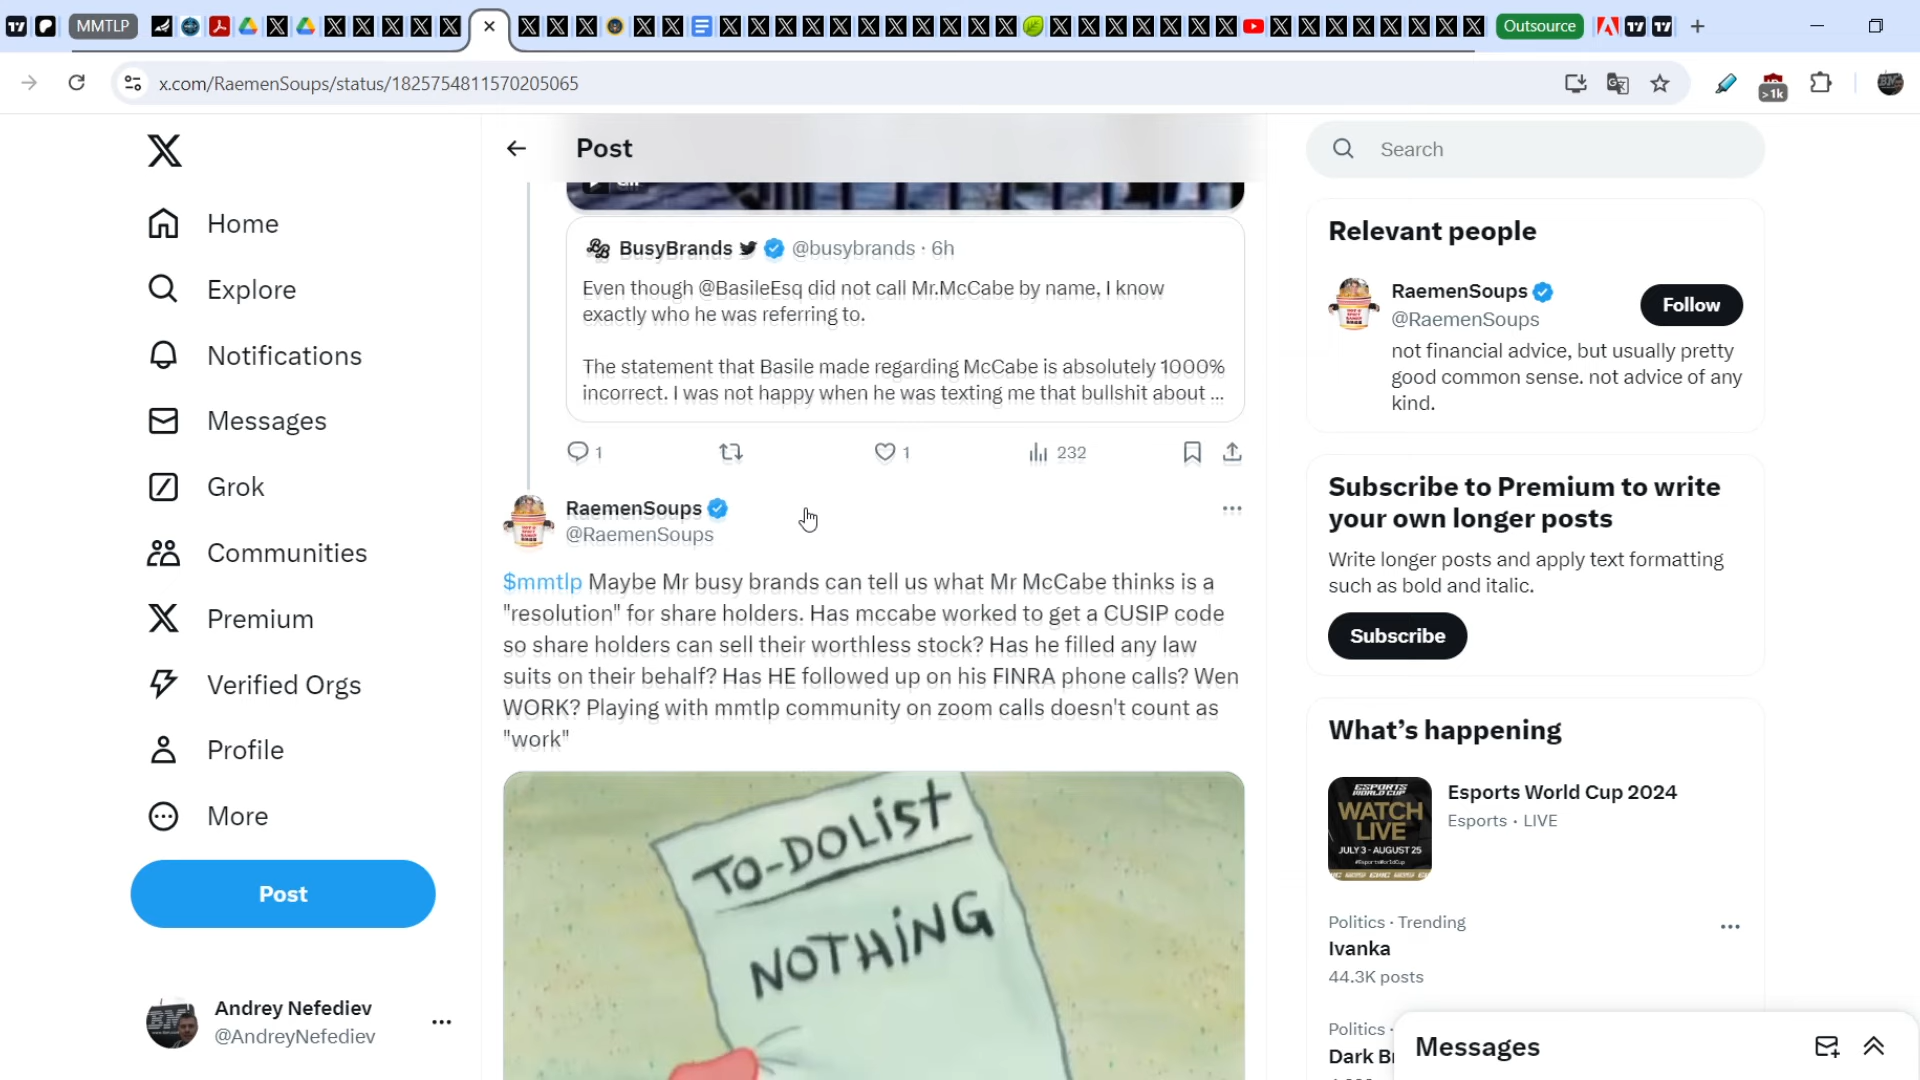 MMTLP
Outsource
x.com/RaemenSoups/status/1825754811570205065
>1k
Post
Search
Home
Explore
Notifications
Messages
Grok
Communities
Premium
Verified Orgs
Profile
More
Post
Andrey Nefediev
@AndreyNefediev
BusyBrands @busybrands · 6h
Even though @BasileEsq did not call Mr.McCabe by name, I know
exactly who he was referring to.
The statement that Basile made regarding McCabe is absolutely 1000%
incorrect. I was not happy when he was texting me that bullshit about ...
1
1
232
RaemenSoups
@RaemenSoups
$mmtlp Maybe Mr busy brands can tell us what Mr McCabe thinks is a
"resolution" for share holders. Has mccabe worked to get a CUSIP code
so share holders can sell their worthless stock? Has he filled any law
suits on their behalf? Has HE followed up on his FINRA phone calls? Wen
WORK? Playing with mmtlp community on zoom calls doesn't count as
"work"
TO-DO LIST
NOTHING
Relevant people
RaemenSoups
@RaemenSoups
Follow
not financial advice, but usually pretty
good common sense. not advice of any
kind.
Subscribe to Premium to write
your own longer posts
Write longer posts and apply text formatting
such as bold and italic.
Subscribe
What's happening
ESPORTS
WORLD CUP
WATCH
LIVE
JULY 3 - AUGUST 25
Esports World Cup 2024
Esports · LIVE
Politics · Trending
Ivanka
44.3K posts
Politics ·
Messages